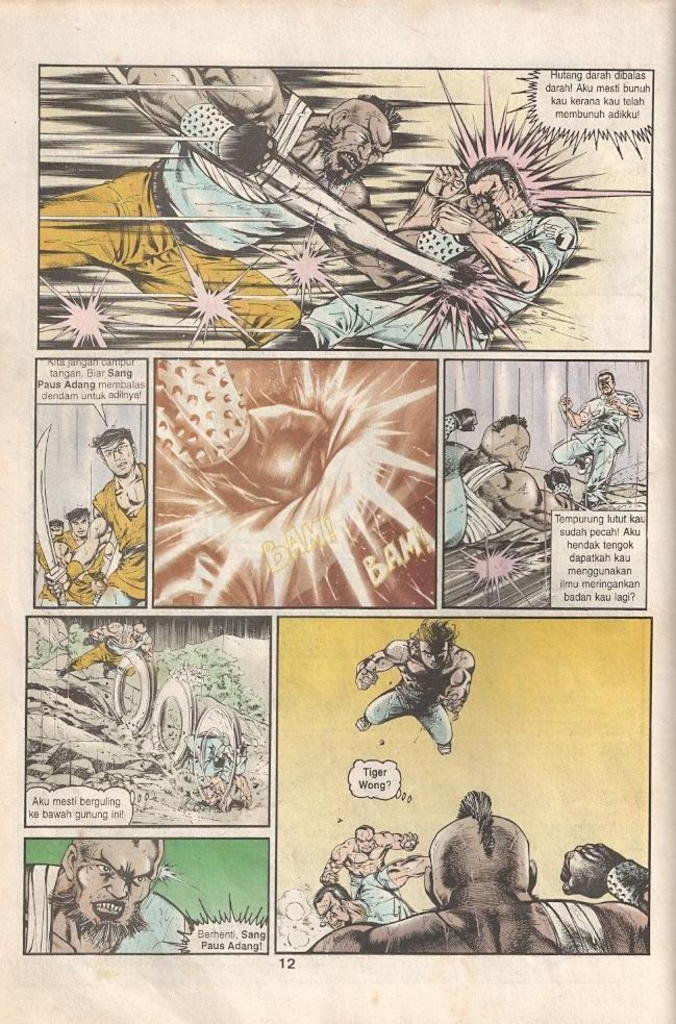 Hutang darah dibalas
darah! Aku mesti bunuh
kau kerana kau telah
membunuh adikku!
Kita jangan campur
tangan. Biar Sang
Paus Adang membalas
dendam untuk adiInya!
BAM!
BAM!
Tempurung lutut kau
sudah pecah! Aku
hendak tengok
dapatkah kau
menggunakan
ilmu meringankan
badan kau lagi?
Aku mesti berguling
ke bawah gunung ini!
Tiger
Wong?
Berhenti, Sang
Paus Adang!
12